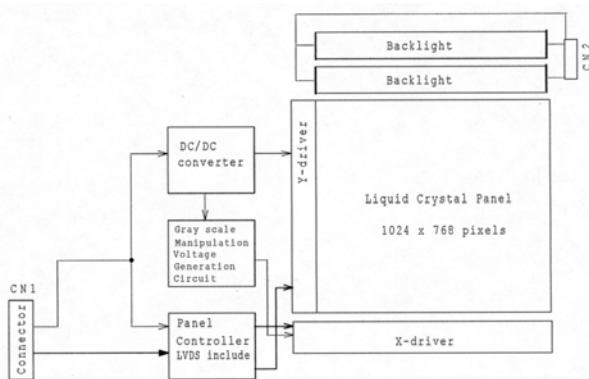 Backlight
CN2
Backlight
Y-driver
DC/DC
converter
Liquid Crystal Panel
1024 x 768 pixels
Gray scale
Manipulation
Voltage
Generation
Circuit
CN1
Connector
Panel
Controller
LVDS include
X-driver